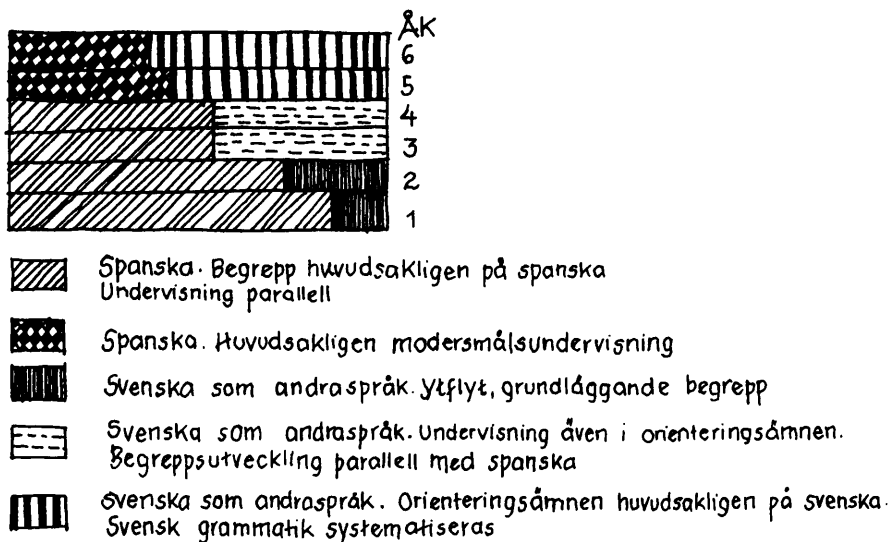 ÅK
6
5
4
3
2
1
Spanska. Begrepp huvudsakligen på spanska
Undervisning parallell
Spanska. Huvudsakligen modersmålsundervisning
Svenska som andraspråk. Ytflyt, grundläggande begrepp
Svenska som andraspråk. Undervisning även i orienteringsämnen.
Begreppsutveckling parallell med spanska
Svenska som andraspråk. Orienteringsämnen huvudsakligen på svenska.
Svensk grammatik systematiseras